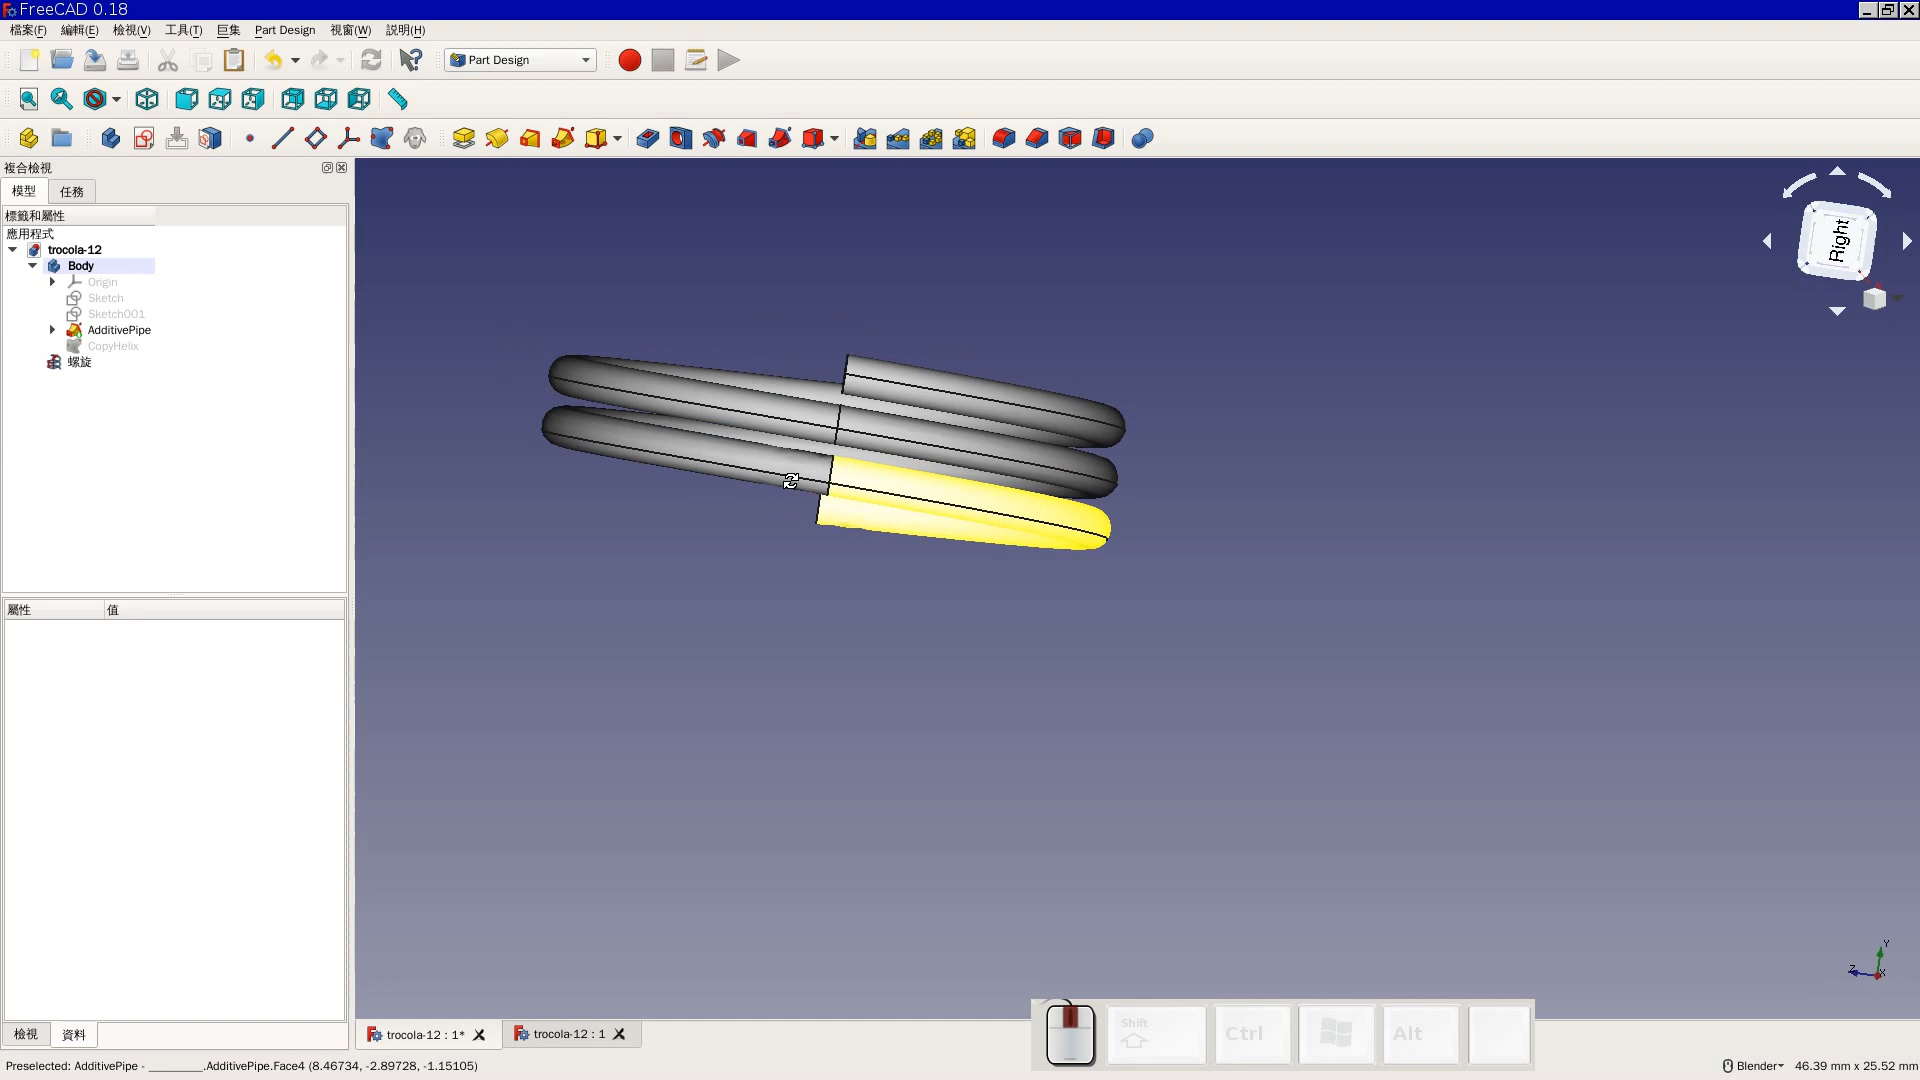 FreeCAD 0.18
檔案(F) 編輯(E) 檢視(V) 工具(T) 巨集 Part Design 視窗(W) 說明(H)
Part Design
複合檢視
模型 任務
標籤和屬性
應用程式
trocola-12
Body
Origin
Sketch
Sketch001
AdditivePipe
CopyHelix
螺旋
Right
屬性 值
Y
Z
X
檢視 資料
trocola-12 : 1* trocola-12 : 1
Shift Ctrl Alt
Preselected: AdditivePipe - ________.AdditivePipe.Face4 (8.46734, -2.89728, -1.15105) Blender 46.39 mm x 25.52 mm